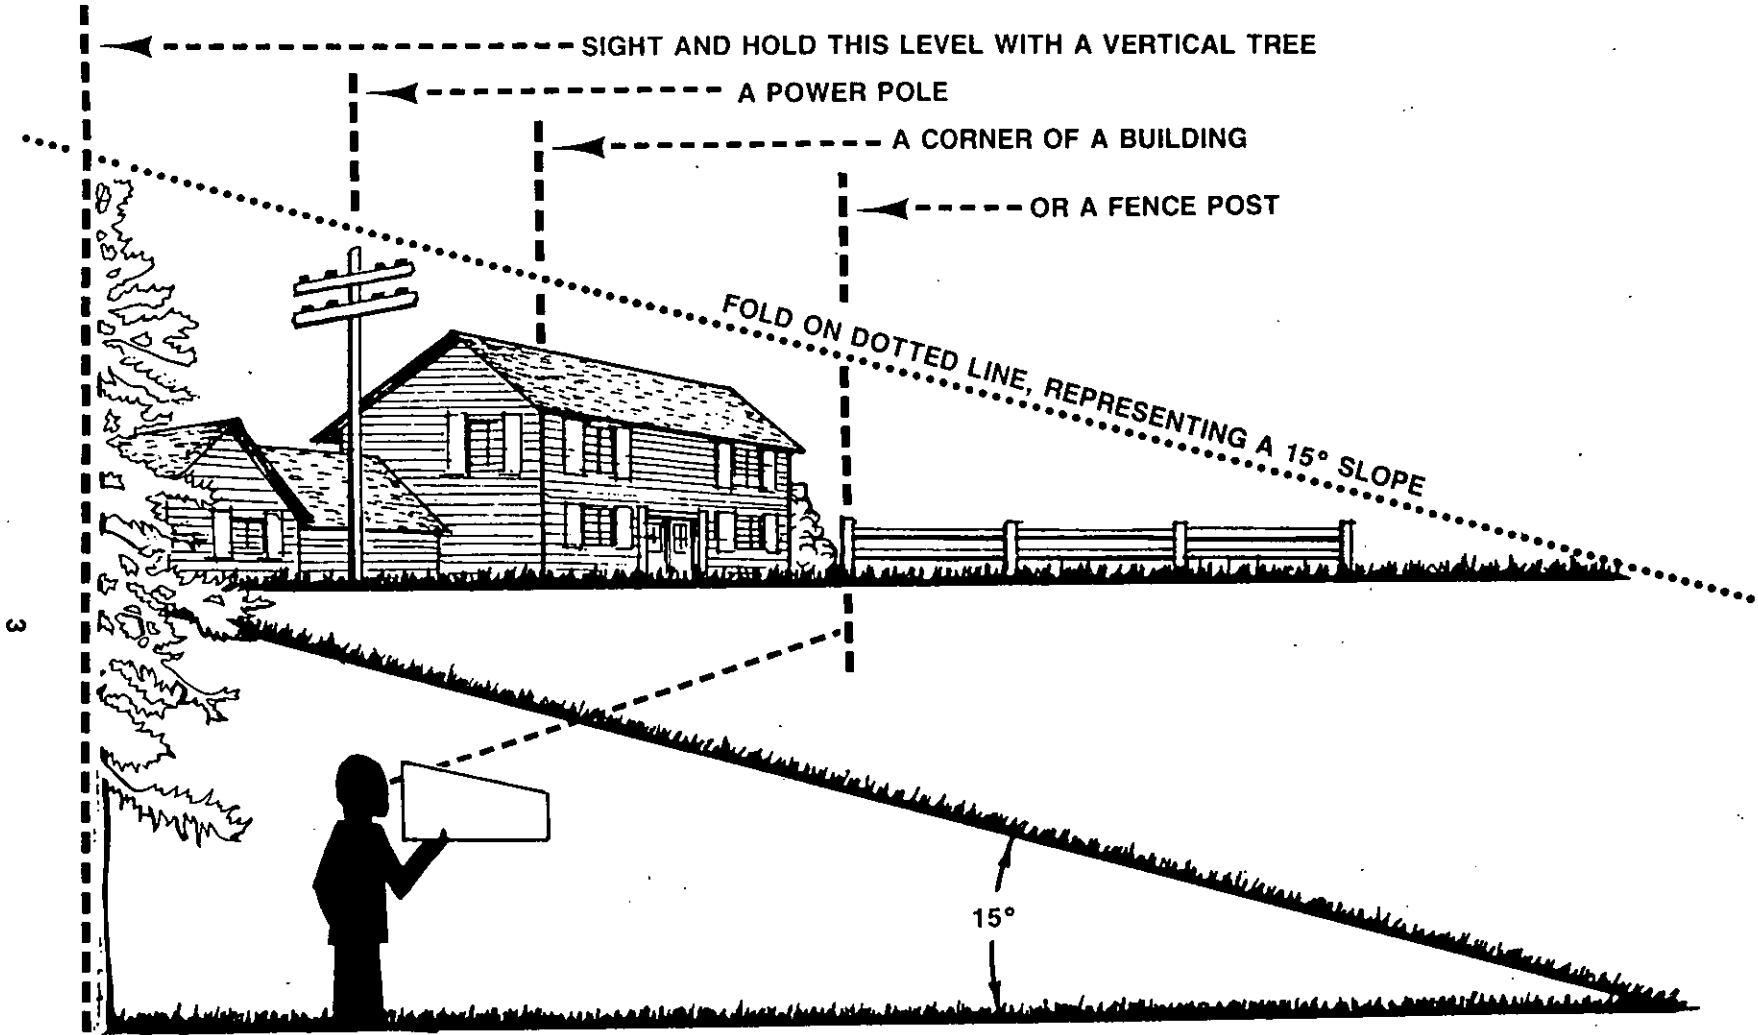 SIGHT AND HOLD THIS LEVEL WITH A VERTICAL TREE
A POWER POLE
A CORNER OF A BUILDING
OR A FENCE POST
FOLD ON DOTTED LINE, REPRESENTING A 15° SLOPE
3
15°